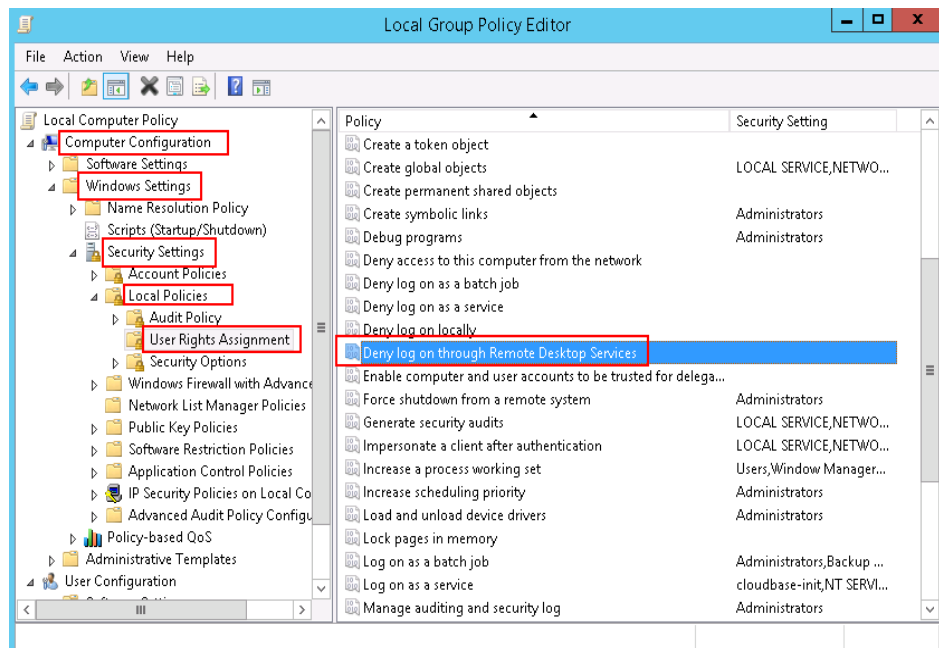 Local Group Policy Editor
File Action View Help
Local Computer Policy
Computer Configuration
Software Settings
Windows Settings
Name Resolution Policy
Scripts (Startup/Shutdown)
Security Settings
Account Policies
Local Policies
Audit Policy
User Rights Assignment
Security Options
Windows Firewall with Advance
Network List Manager Policies
Public Key Policies
Software Restriction Policies
Application Control Policies
IP Security Policies on Local Co
Advanced Audit Policy Configu
Policy-based QoS
Administrative Templates
User Configuration
Policy Security Setting
Create a token object
Create global objects LOCAL SERVICE,NETWO...
Create permanent shared objects
Create symbolic links Administrators
Debug programs Administrators
Deny access to this computer from the network
Deny log on as a batch job
Deny log on as a service
Deny log on locally
Deny log on through Remote Desktop Services
Enable computer and user accounts to be trusted for delega...
Force shutdown from a remote system Administrators
Generate security audits LOCAL SERVICE,NETWO...
Impersonate a client after authentication LOCAL SERVICE,NETWO...
Increase a process working set Users,Window Manager...
Increase scheduling priority Administrators
Load and unload device drivers Administrators
Lock pages in memory
Log on as a batch job Administrators,Backup ...
Log on as a service cloudbase-init,NT SERVI...
Manage auditing and security log Administrators